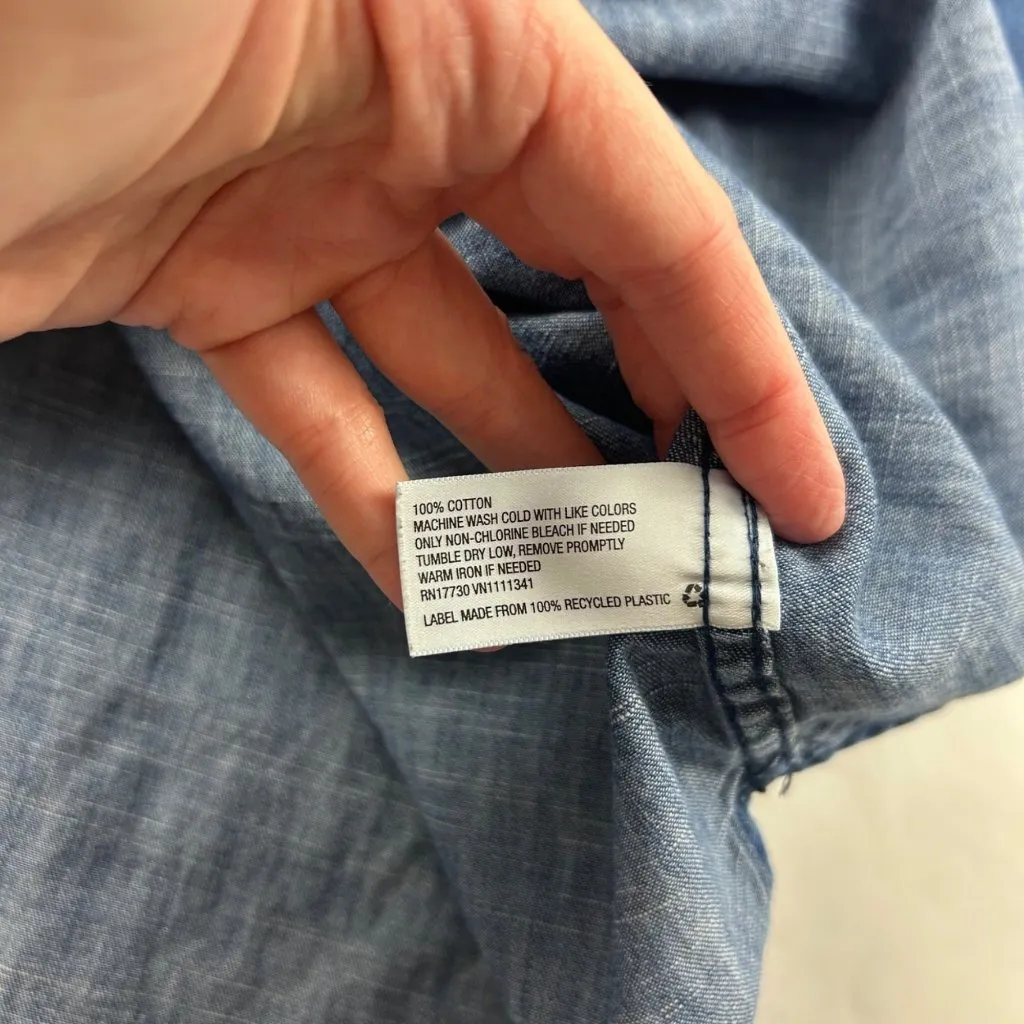 100% COTTON
MACHINE WASH COLD WITH LIKE COLORS
ONLY NON-CHLORINE BLEACH IF NEEDED
TUMBLE DRY LOW, REMOVE PROMPTLY
WARM IRON IF NEEDED
RN17730 VN1111341
LABEL MADE FROM 100% RECYCLED PLASTIC